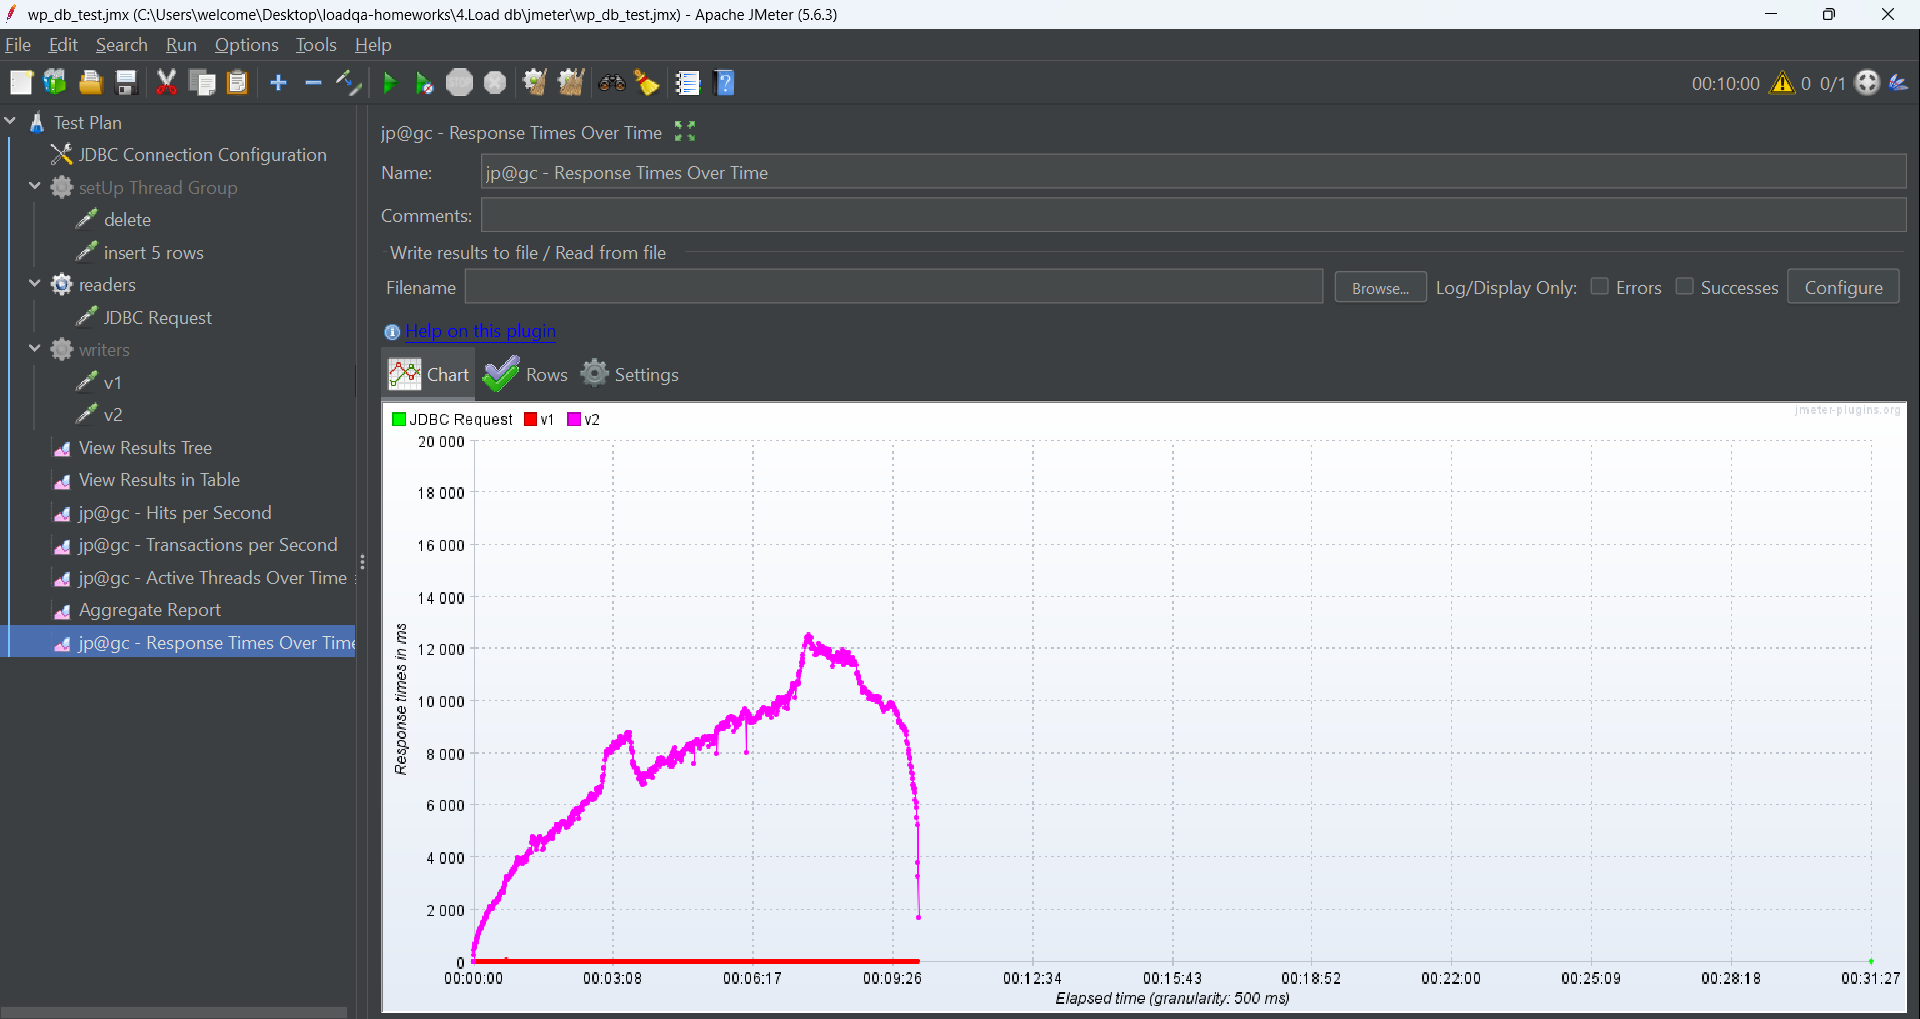 wp_db_test.jmx (C:\Users\welcome\Desktop\loadqa-homeworks\4.Load db\jmeter\wp_db_test.jmx) - Apache JMeter (5.6.3)
File Edit Search Run Options Tools Help
STOP ? 00:10:00 0 0/1
Test Plan
JDBC Connection Configuration
setUp Thread Group
delete
insert 5 rows
readers
JDBC Request
writers
v1
v2
View Results Tree
View Results in Table
jp@gc - Hits per Second
jp@gc - Transactions per Second
jp@gc - Active Threads Over Time
Aggregate Report
jp@gc - Response Times Over Time
jp@gc - Response Times Over Time
Name: jp@gc - Response Times Over Time
Comments:
Write results to file / Read from file
Filename Browse... Log/Display Only: Errors Successes Configure
Help on this plugin
Chart Rows Settings
jmeter-plugins.org
JDBC Request v1 v2
20 000
18 000
16 000
14 000
12 000
10 000
8 000
6 000
4 000
2 000
0
Response times in ms
00:00:00 00:03:08 00:06:17 00:09:26 00:12:34 00:15:43 00:18:52 00:22:00 00:25:09 00:28:18 00:31:27
Elapsed time (granularity: 500 ms)